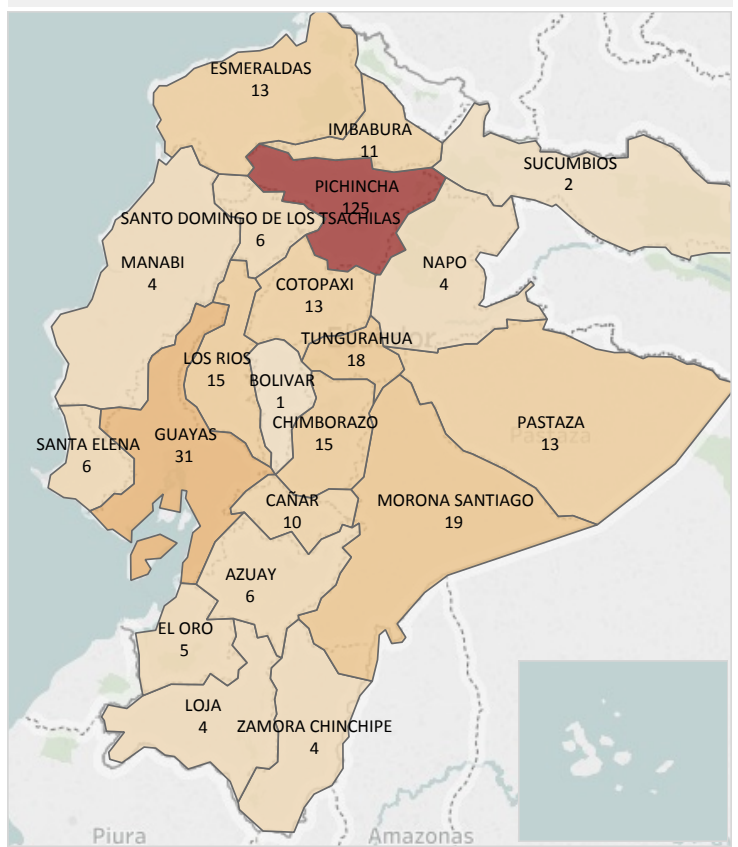 ESMERALDAS
13
IMBABURA
11
SUCUMBIOS
2
PICHINCHA
125
SANTO DOMINGO DE LOS TSACHILAS
6
MANABI
4
NAPO
4
COTOPAXI
13
Ecuador
TUNGURAHUA
18
LOS RIOS
15
BOLIVAR
1
CHIMBORAZO
15
PASTAZA
Pastaza
13
SANTA ELENA
6
GUAYAS
31
CAÑAR
10
MORONA SANTIAGO
19
AZUAY
6
EL ORO
5
LOJA
4
ZAMORA CHINCHIPE
4
Piura
Amazonas